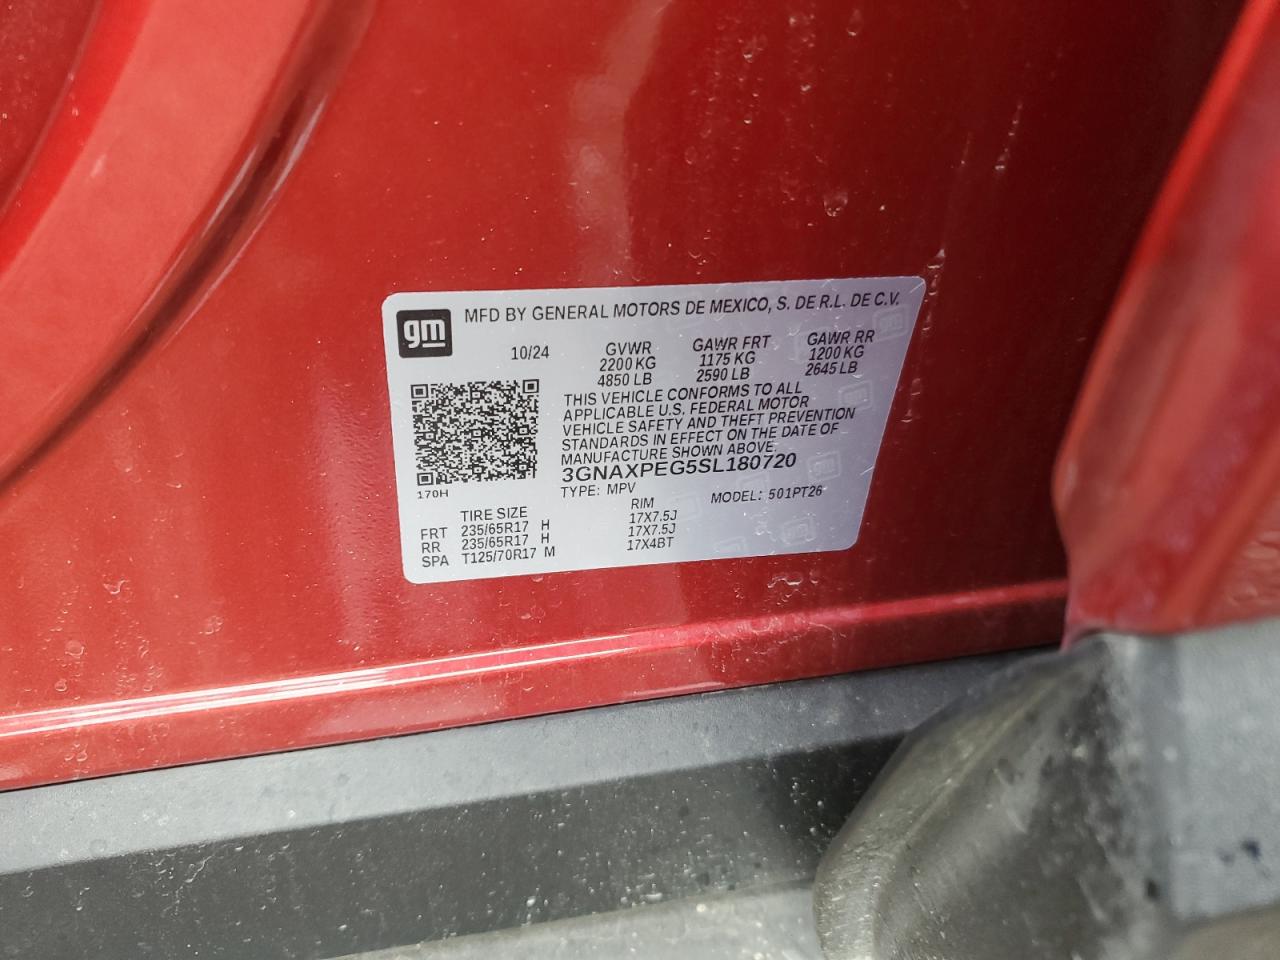 gm
MFD BY GENERAL MOTORS DE MEXICO, S. DE R.L. DE C.V.
10/24
GVWR
2200 KG
4850 LB
GAWR FRT
1175 KG
2590 LB
GAWR RR
1200 KG
2645 LB
THIS VEHICLE CONFORMS TO ALL
APPLICABLE U.S. FEDERAL MOTOR
VEHICLE SAFETY AND THEFT PREVENTION
STANDARDS IN EFFECT ON THE DATE OF
MANUFACTURE SHOWN ABOVE.
3GNAXPEG5SL180720
TYPE: MPV
MODEL: 501PT26
170H
TIRE SIZE RIM
FRT 235/65R17 H 17X7.5J
RR 235/65R17 H 17X7.5J
SPA T125/70R17 M 17X4BT